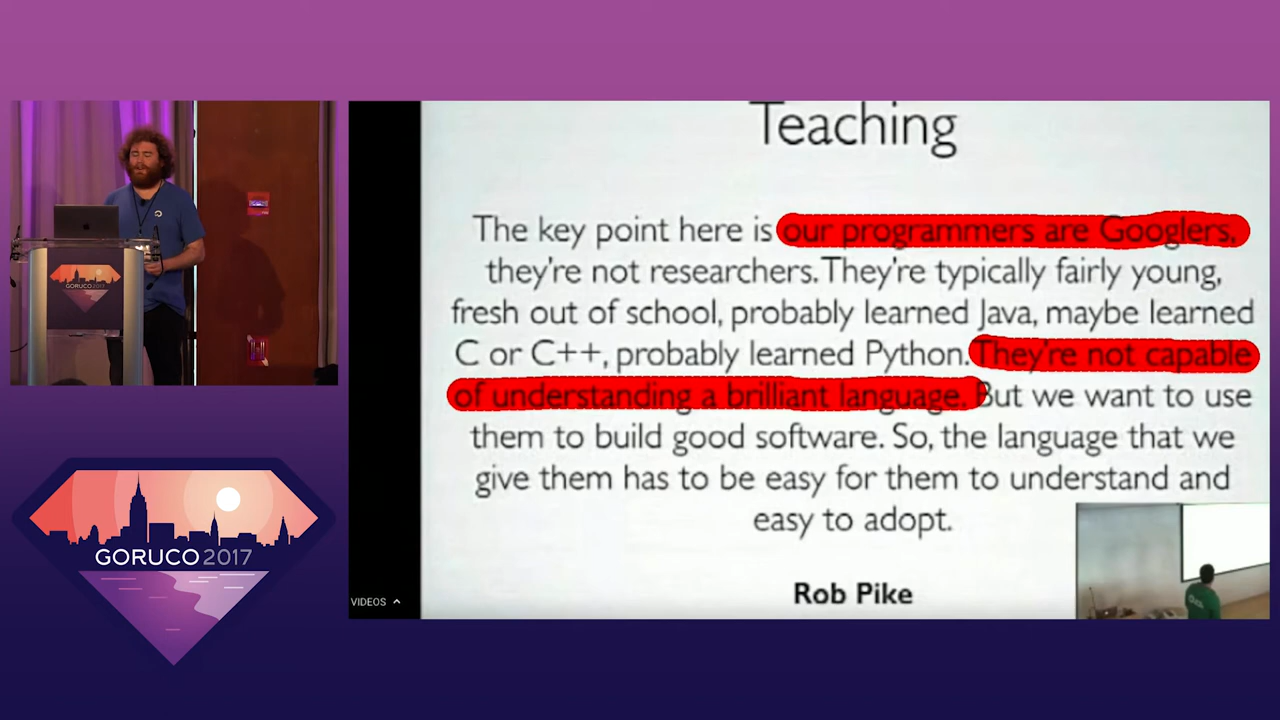 Teaching
The key point here is our programmers are Googlers,
they're not researchers. They're typically fairly young,
fresh out of school, probably learned Java, maybe learned
C or C++, probably learned Python. They're not capable
of understanding a brilliant language. But we want to use
them to build good software. So, the language that we
give them has to be easy for them to understand and
easy to adopt.
Rob Pike
VIDEOS
GORUCO 2017
GORUCO 2017